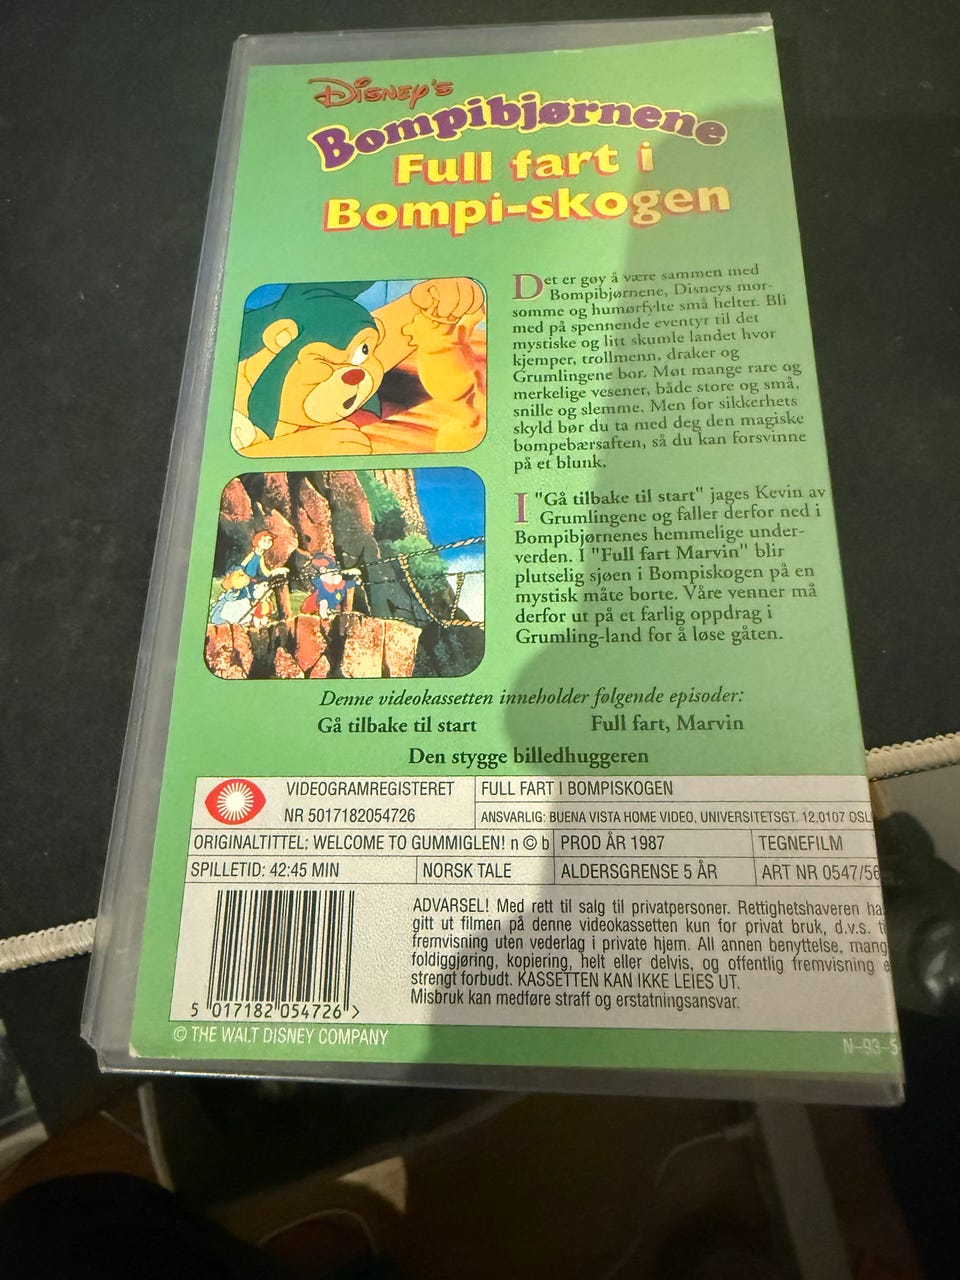 Disney's
Bompibjørnene
Full fart i
Bompi-skogen
Det er gøy å være sammen med
Bompibjørnene, Disneys mor-
somme og humørfylte små helter. Bli
med på spennende eventyr til det
mystiske og litt skumle landet hvor
kjemper, trollmenn, draker og
Grumlingene bor. Møt mange rare og
merkelige vesener, både store og små,
snille og slemme. Men for sikkerhets
skyld bør du ta med deg den magiske
bompebærsaften, så du kan forsvinne
på et blunk.
I "Gå tilbake til start" jages Kevin av
Grumlingene og faller derfor ned i
Bompibjørnenes hemmelige under-
verden. I "Full fart Marvin" blir
plutselig sjøen i Bompiskogen på en
mystisk måte borte. Våre venner må
derfor ut på et farlig oppdrag i
Grumling-land for å løse gåten.
Denne videokassetten inneholder følgende episoder:
Gå tilbake til start Full fart, Marvin
Den stygge billedhuggeren
VIDEOGRAMREGISTERET
NR 5017182054726
FULL FART I BOMPISKOGEN
ANSVARLIG: BUENA VISTA HOME VIDEO, UNIVERSITETSGT. 12,0107 OSL
ORIGINALTITTEL: WELCOME TO GUMMIGLEN! n © b PROD ÅR 1987 TEGNEFILM
SPILLETID: 42:45 MIN NORSK TALE ALDERSGRENSE 5 ÅR ART NR 0547/56
ADVARSEL! Med rett til salg til privatpersoner. Rettighetshaveren ha
gitt ut filmen på denne videokassetten kun for privat bruk, d.v.s. ti
fremvisning uten vederlag i private hjem. All annen benyttelse, mang
foldiggjøring, kopiering, helt eller delvis, og offentlig fremvisning e
strengt forbudt. KASSETTEN KAN IKKE LEIES UT.
Misbruk kan medføre straff og erstatningsansvar.
5 017182 054726 >
© THE WALT DISNEY COMPANY
N-93-5